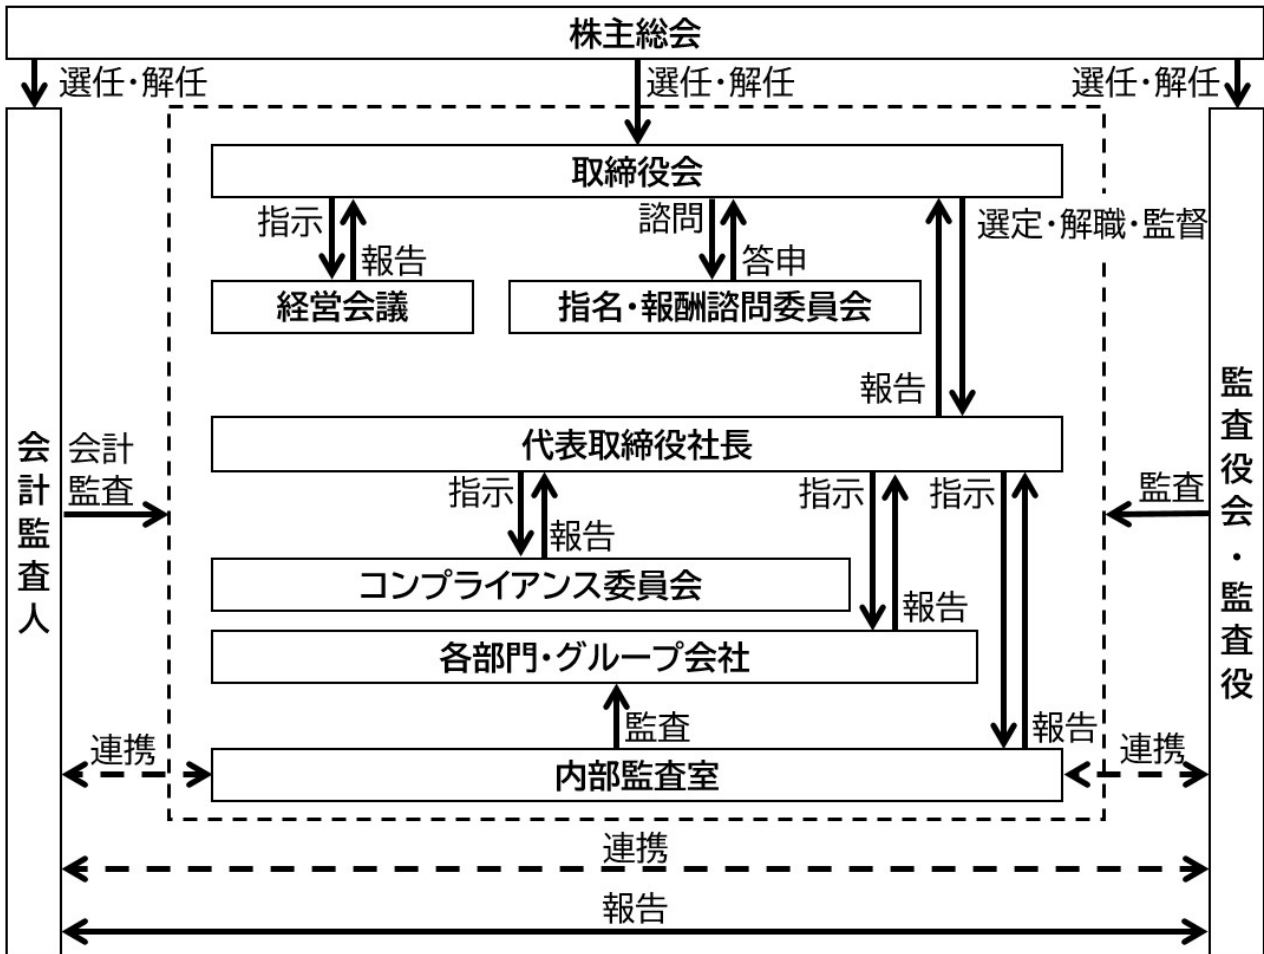 株主総会
選任・解任
選任・解任
選任・解任
取締役会
指示
報告
諮問
答申
選定・解職・監督
経営会議
指名・報酬諮問委員会
報告
代表取締役社長
会計監査人
会計
監査
監査
監査役会・監査役
指示
報告
指示
報告
指示
報告
コンプライアンス委員会
各部門・グループ会社
監査
内部監査室
連携
連携
連携
報告